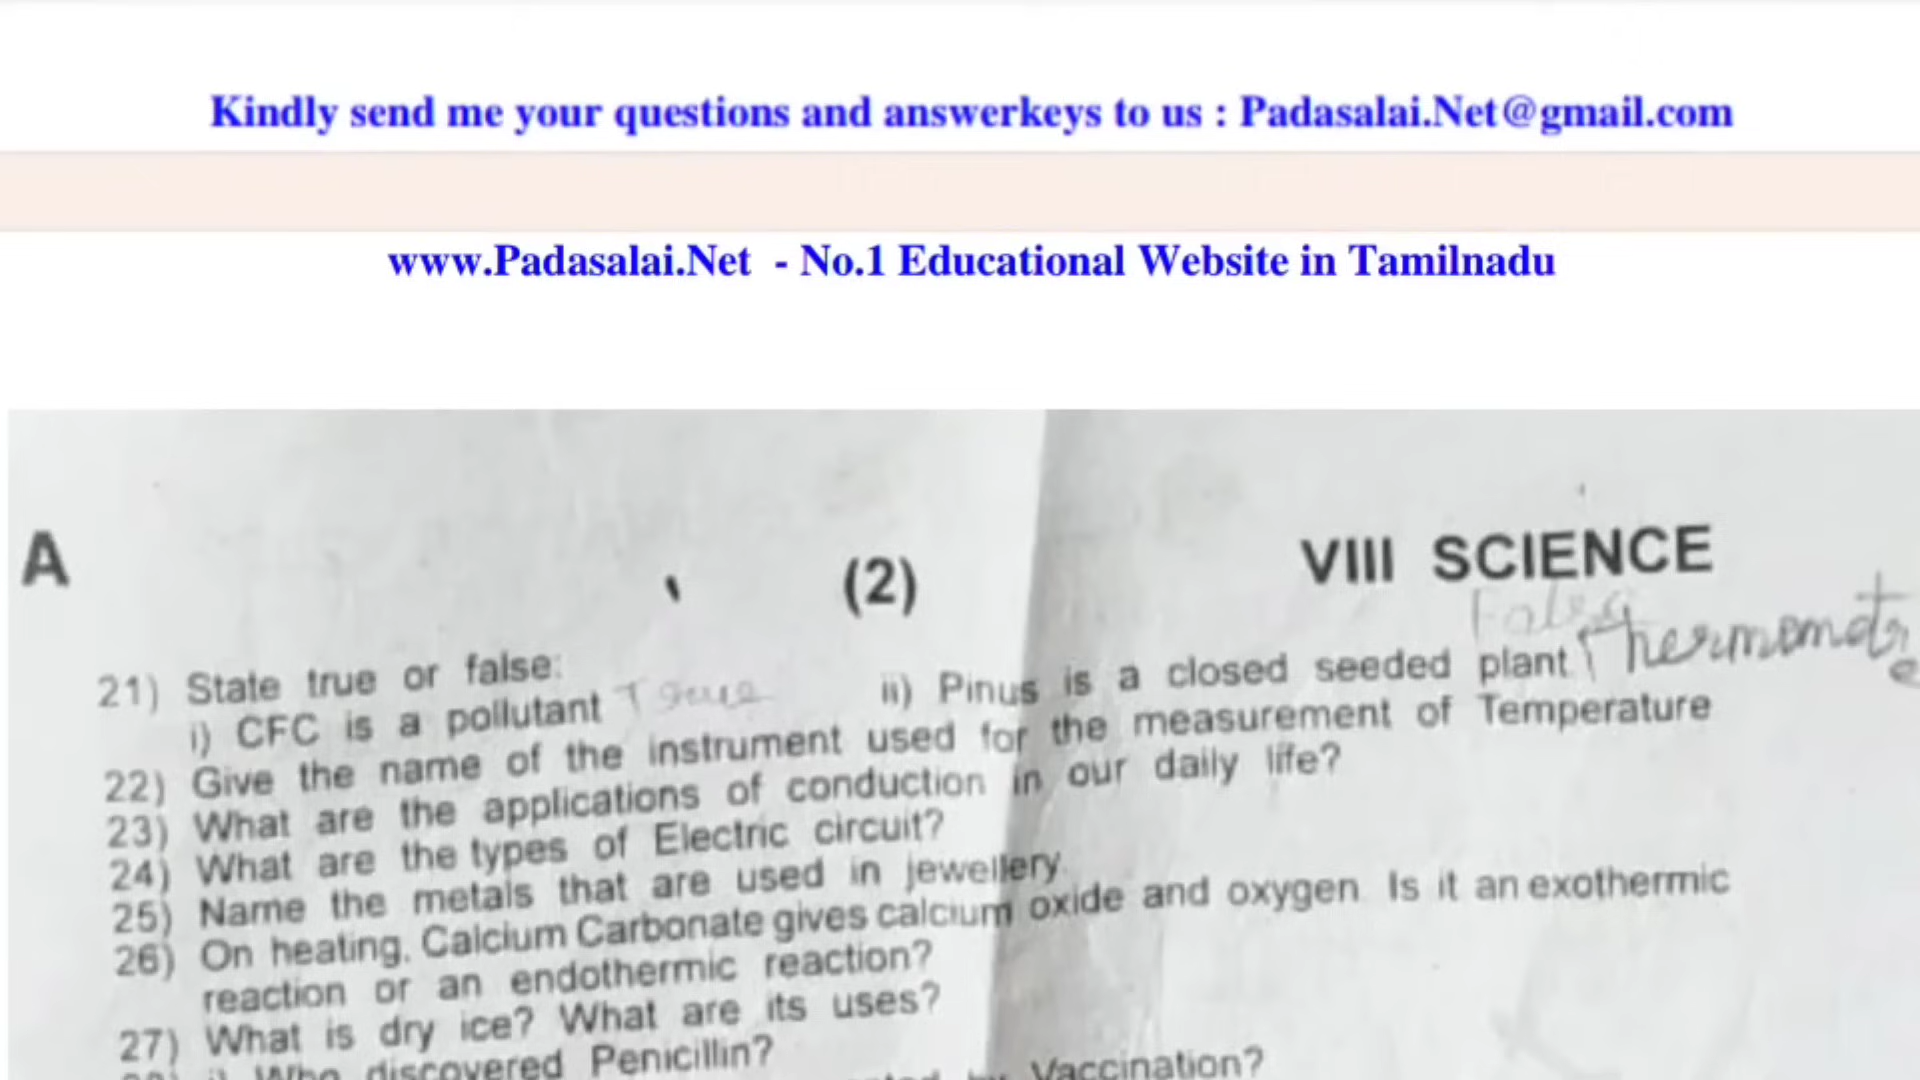 Kindly send me your questions and answerkeys to us : Padasalai.Net@gmail.com
www.Padasalai.Net - No.1 Educational Website in Tamilnadu
A (2) VIII SCIENCE
21) State true or false:
i) CFC is a pollutant True ii) Pinus is a closed seeded plant. False
22) Give the name of the instrument used for the measurement of Temperature Thermomete
23) What are the applications of conduction in our daily life?
24) What are the types of Electric circuit?
25) Name the metals that are used in jewellery.
26) On heating, Calcium Carbonate gives calcium oxide and oxygen. Is it an exothermic
reaction or an endothermic reaction?
27) What is dry ice? What are its uses?
i) Who discovered Penicillin?
by Vaccination?